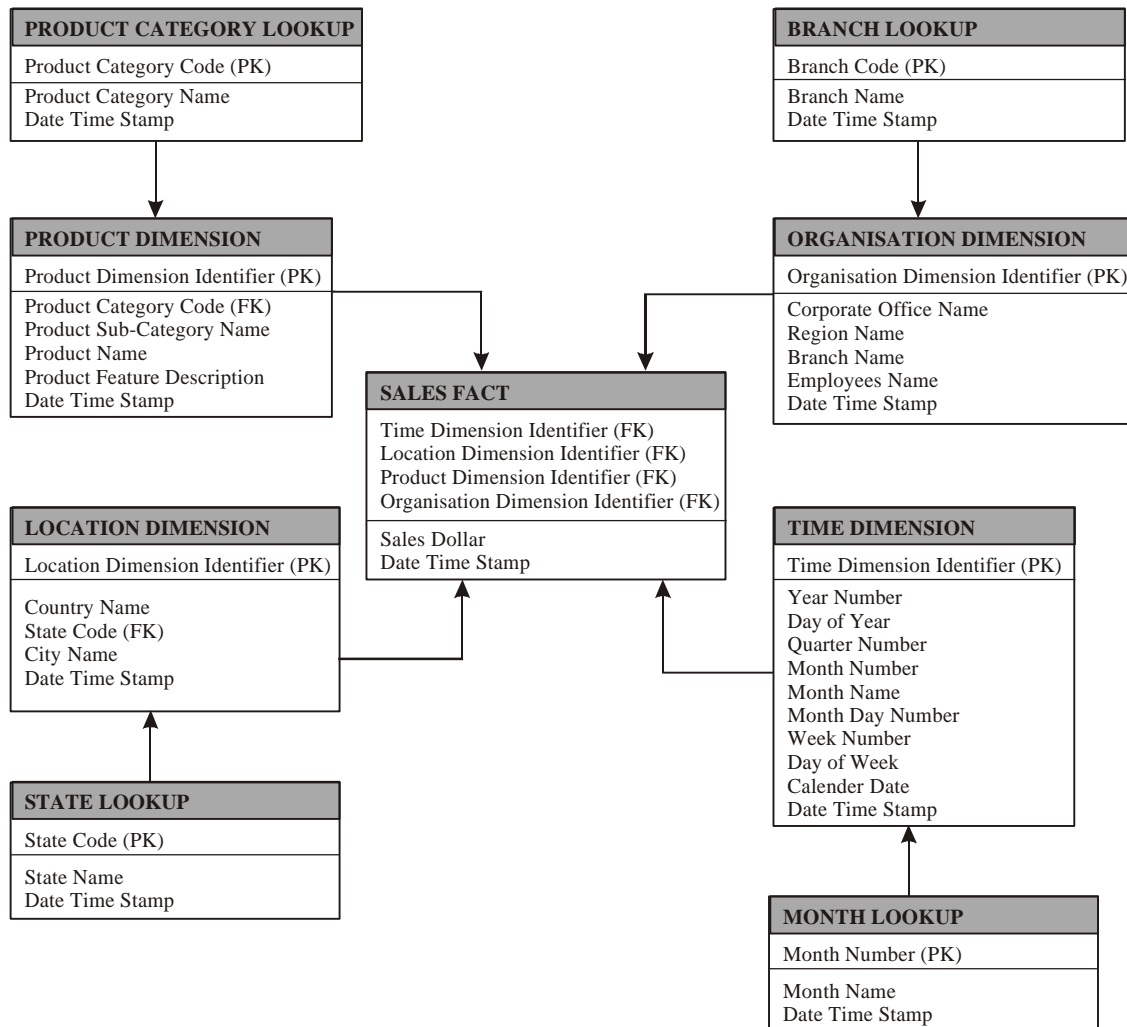 PRODUCT CATEGORY LOOKUP
Product Category Code (PK)
Product Category Name
Date Time Stamp
BRANCH LOOKUP
Branch Code (PK)
Branch Name
Date Time Stamp
PRODUCT DIMENSION
Product Dimension Identifier (PK)
Product Category Code (FK)
Product Sub-Category Name
Product Name
Product Feature Description
Date Time Stamp
ORGANISATION DIMENSION
Organisation Dimension Identifier (PK)
Corporate Office Name
Region Name
Branch Name
Employees Name
Date Time Stamp
SALES FACT
Time Dimension Identifier (FK)
Location Dimension Identifier (FK)
Product Dimension Identifier (FK)
Organisation Dimension Identifier (FK)
Sales Dollar
Date Time Stamp
LOCATION DIMENSION
Location Dimension Identifier (PK)
Country Name
State Code (FK)
City Name
Date Time Stamp
TIME DIMENSION
Time Dimension Identifier (PK)
Year Number
Day of Year
Quarter Number
Month Number
Month Name
Month Day Number
Week Number
Day of Week
Calender Date
Date Time Stamp
STATE LOOKUP
State Code (PK)
State Name
Date Time Stamp
MONTH LOOKUP
Month Number (PK)
Month Name
Date Time Stamp